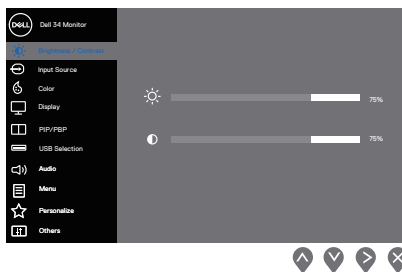 DELL
Dell 34 Monitor
Brightness / Contrast
Input Source
Color
Display
PIP/PBP
USB Selection
Audio
Menu
Personalize
Others
75%
75%